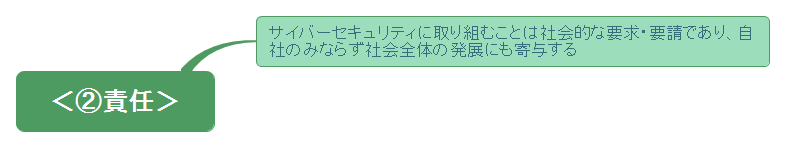 サイバーセキュリティに取り組むことは社会的な要求・要請であり、自
社のみならず社会全体の発展にも寄与する
＜②責任＞